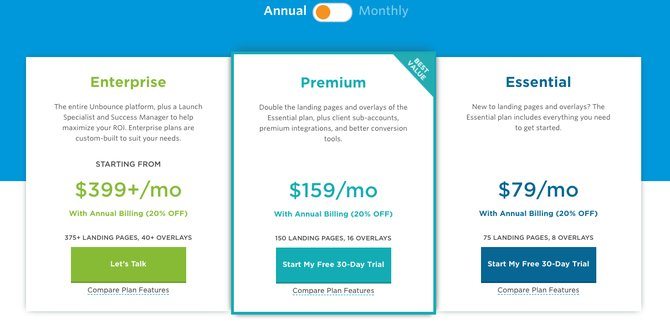 Annual Monthly
Enterprise
The entire Unbounce platform, plus a Launch
Specialist and Success Manager to help
maximize your ROI. Enterprise plans are
custom-built to suit your needs.
STARTING FROM
$399+/mo
With Annual Billing (20% OFF)
375+ LANDING PAGES, 40+ OVERLAYS
Let's Talk
Compare Plan Features
BEST
VALUE
Premium
Double the landing pages and overlays of the
Essential plan, plus client sub-accounts,
premium integrations, and better conversion
tools.
$159/mo
With Annual Billing (20% OFF)
150 LANDING PAGES, 16 OVERLAYS
Start My Free 30-Day Trial
Compare Plan Features
Essential
New to landing pages and overlays? The
Essential plan includes everything you need
to get started.
$79/mo
With Annual Billing (20% OFF)
75 LANDING PAGES, 8 OVERLAYS
Start My Free 30-Day Trial
Compare Plan Features